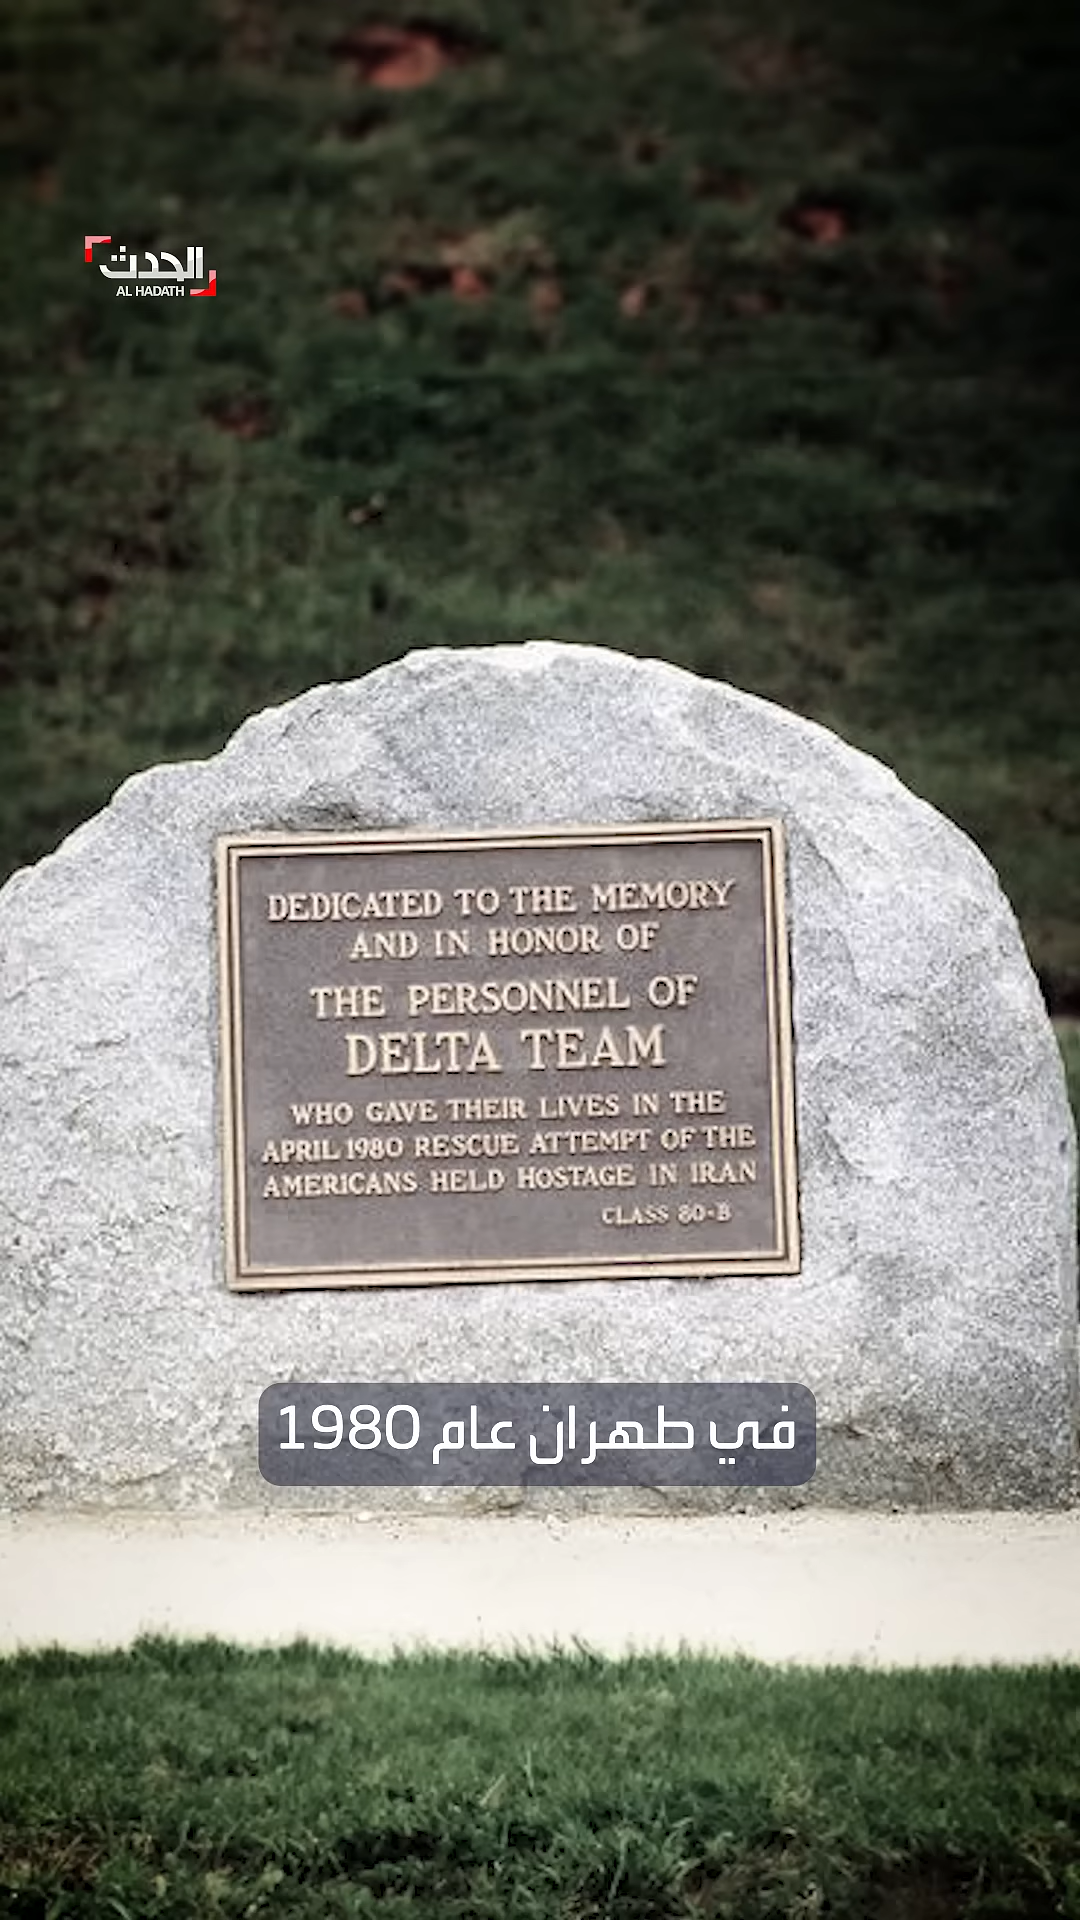 الحدث
AL HADATH
DEDICATED TO THE MEMORY
AND IN HONOR OF
THE PERSONNEL OF
DELTA TEAM
WHO GAVE THEIR LIVES IN THE
APRIL 1980 RESCUE ATTEMPT OF THE
AMERICANS HELD HOSTAGE IN IRAN
CLASS 80-B
في طهران عام 1980